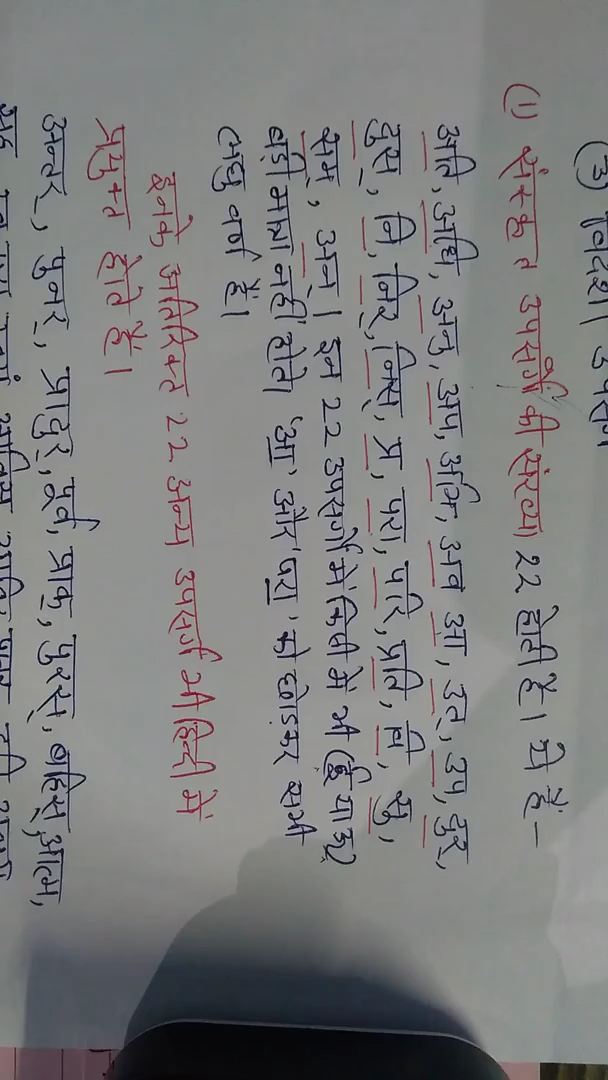 (3) विदेशी उपसर्ग
(1) संस्कृत उपसर्गों की संख्या 22 होती है। ये हैं –
अति, अधि, अनु, अप, अभि, अव आ, उत्, उप, दुर्,
दुस्, नि, निर्, निस्, प्र, परा, परि, प्रति, वि, सु,
सम्, अन्। इन 22 उपसर्गों में किसी में भी (ई या ऊ)
बड़ी मात्रा नहीं होती 'आ' और 'परा' को छोड़कर सभी
लघु वर्ण हैं।
इनके अतिरिक्त 22 अन्य उपसर्ग भी हिन्दी में
प्रयुक्त होते हैं।
अन्तर्, पुनर्, प्रादुर्, पूर्व, प्राक्, पुरस्, बहिस्, आत्म,